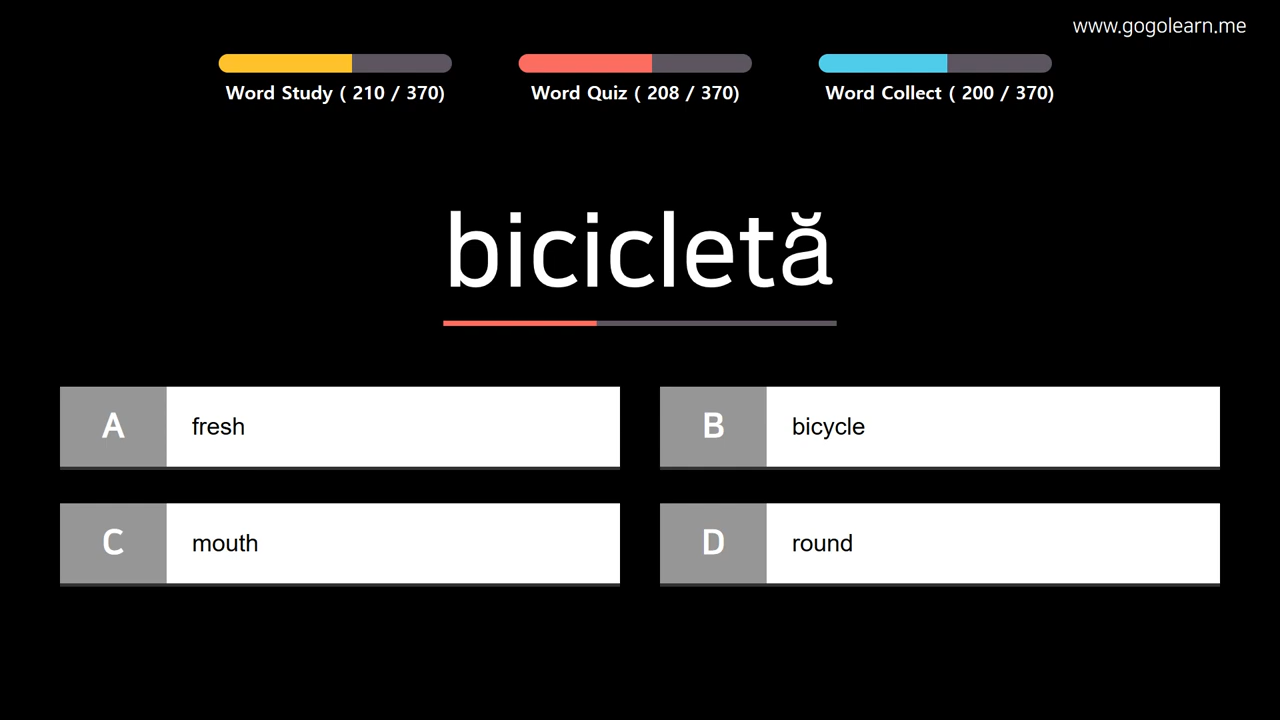 www.gogolearn.me
Word Study ( 210 / 370) Word Quiz ( 208 / 370) Word Collect ( 200 / 370)
bicicletă
A fresh
B bicycle
C mouth
D round